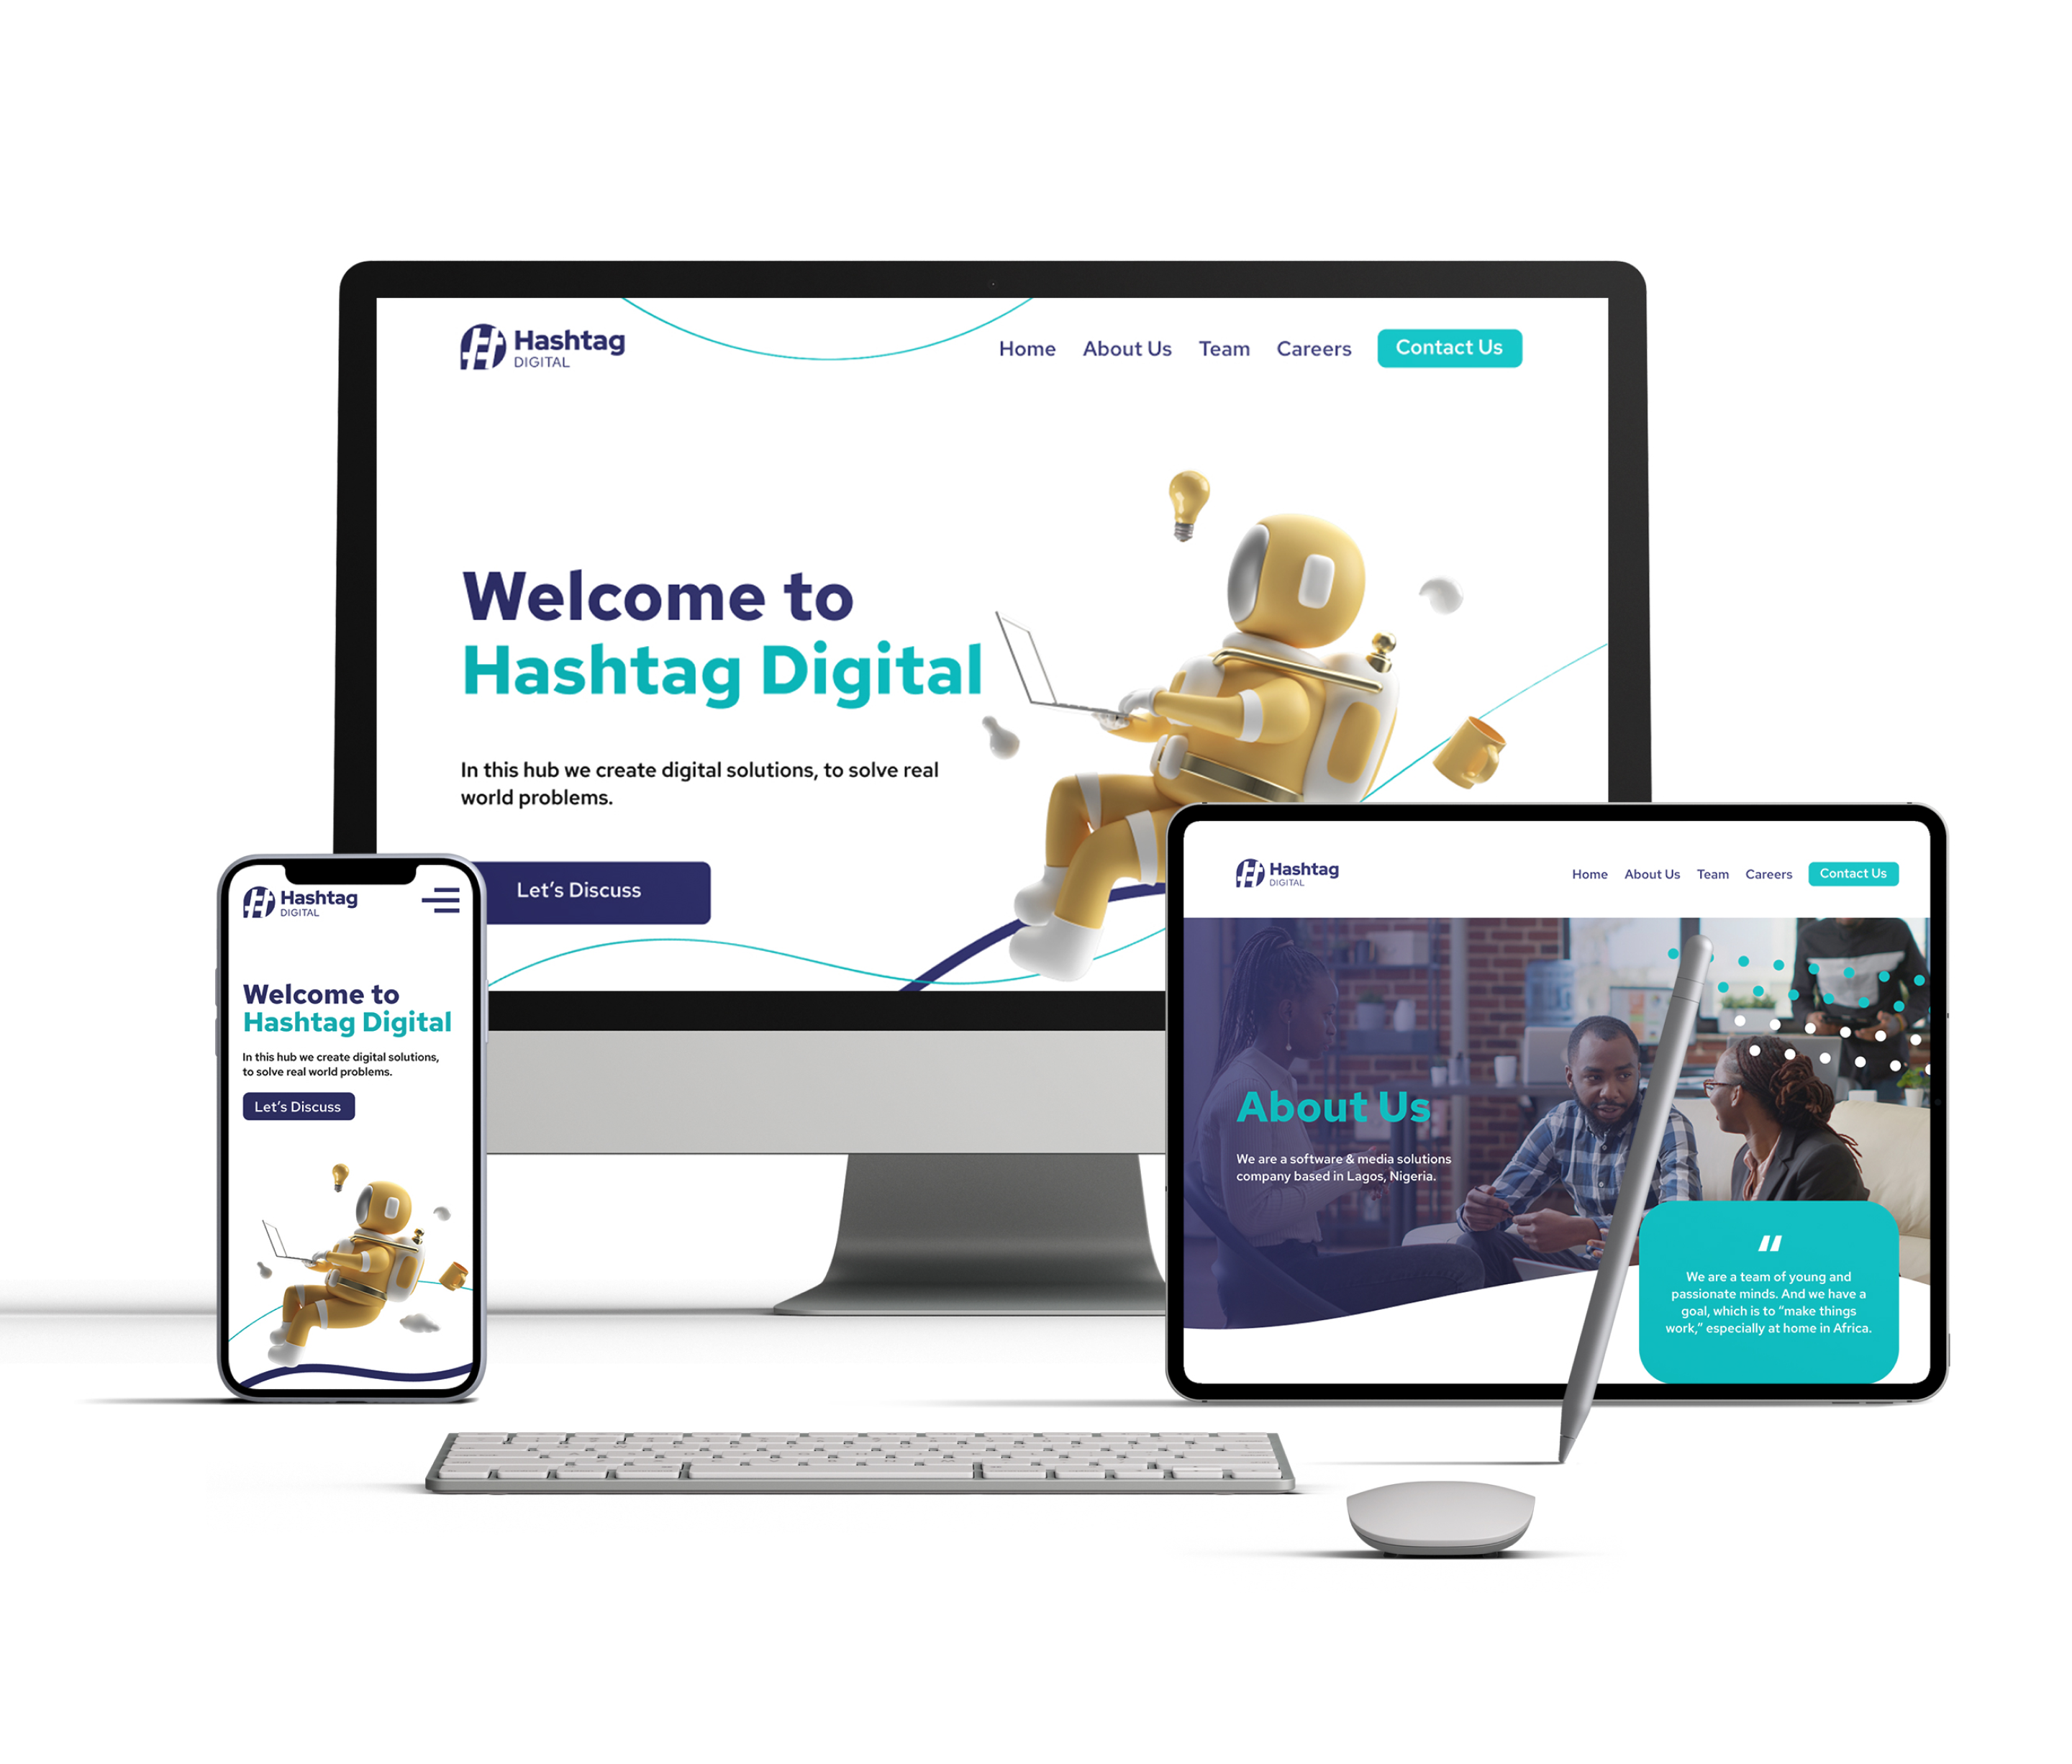 Hashtag
DIGITAL
Home About Us Team Careers Contact Us
Welcome to
Hashtag Digital
In this hub we create digital solutions, to solve real
world problems.
Let's Discuss
Hashtag
DIGITAL
Welcome to
Hashtag Digital
In this hub we create digital solutions,
to solve real world problems.
Let's Discuss
Hashtag
DIGITAL
Home About Us Team Careers Contact Us
About Us
We are a software & media solutions
company based in Lagos, Nigeria.
"
We are a team of young and
passionate minds. And we have a
goal, which is to "make things
work," especially at home in Africa.